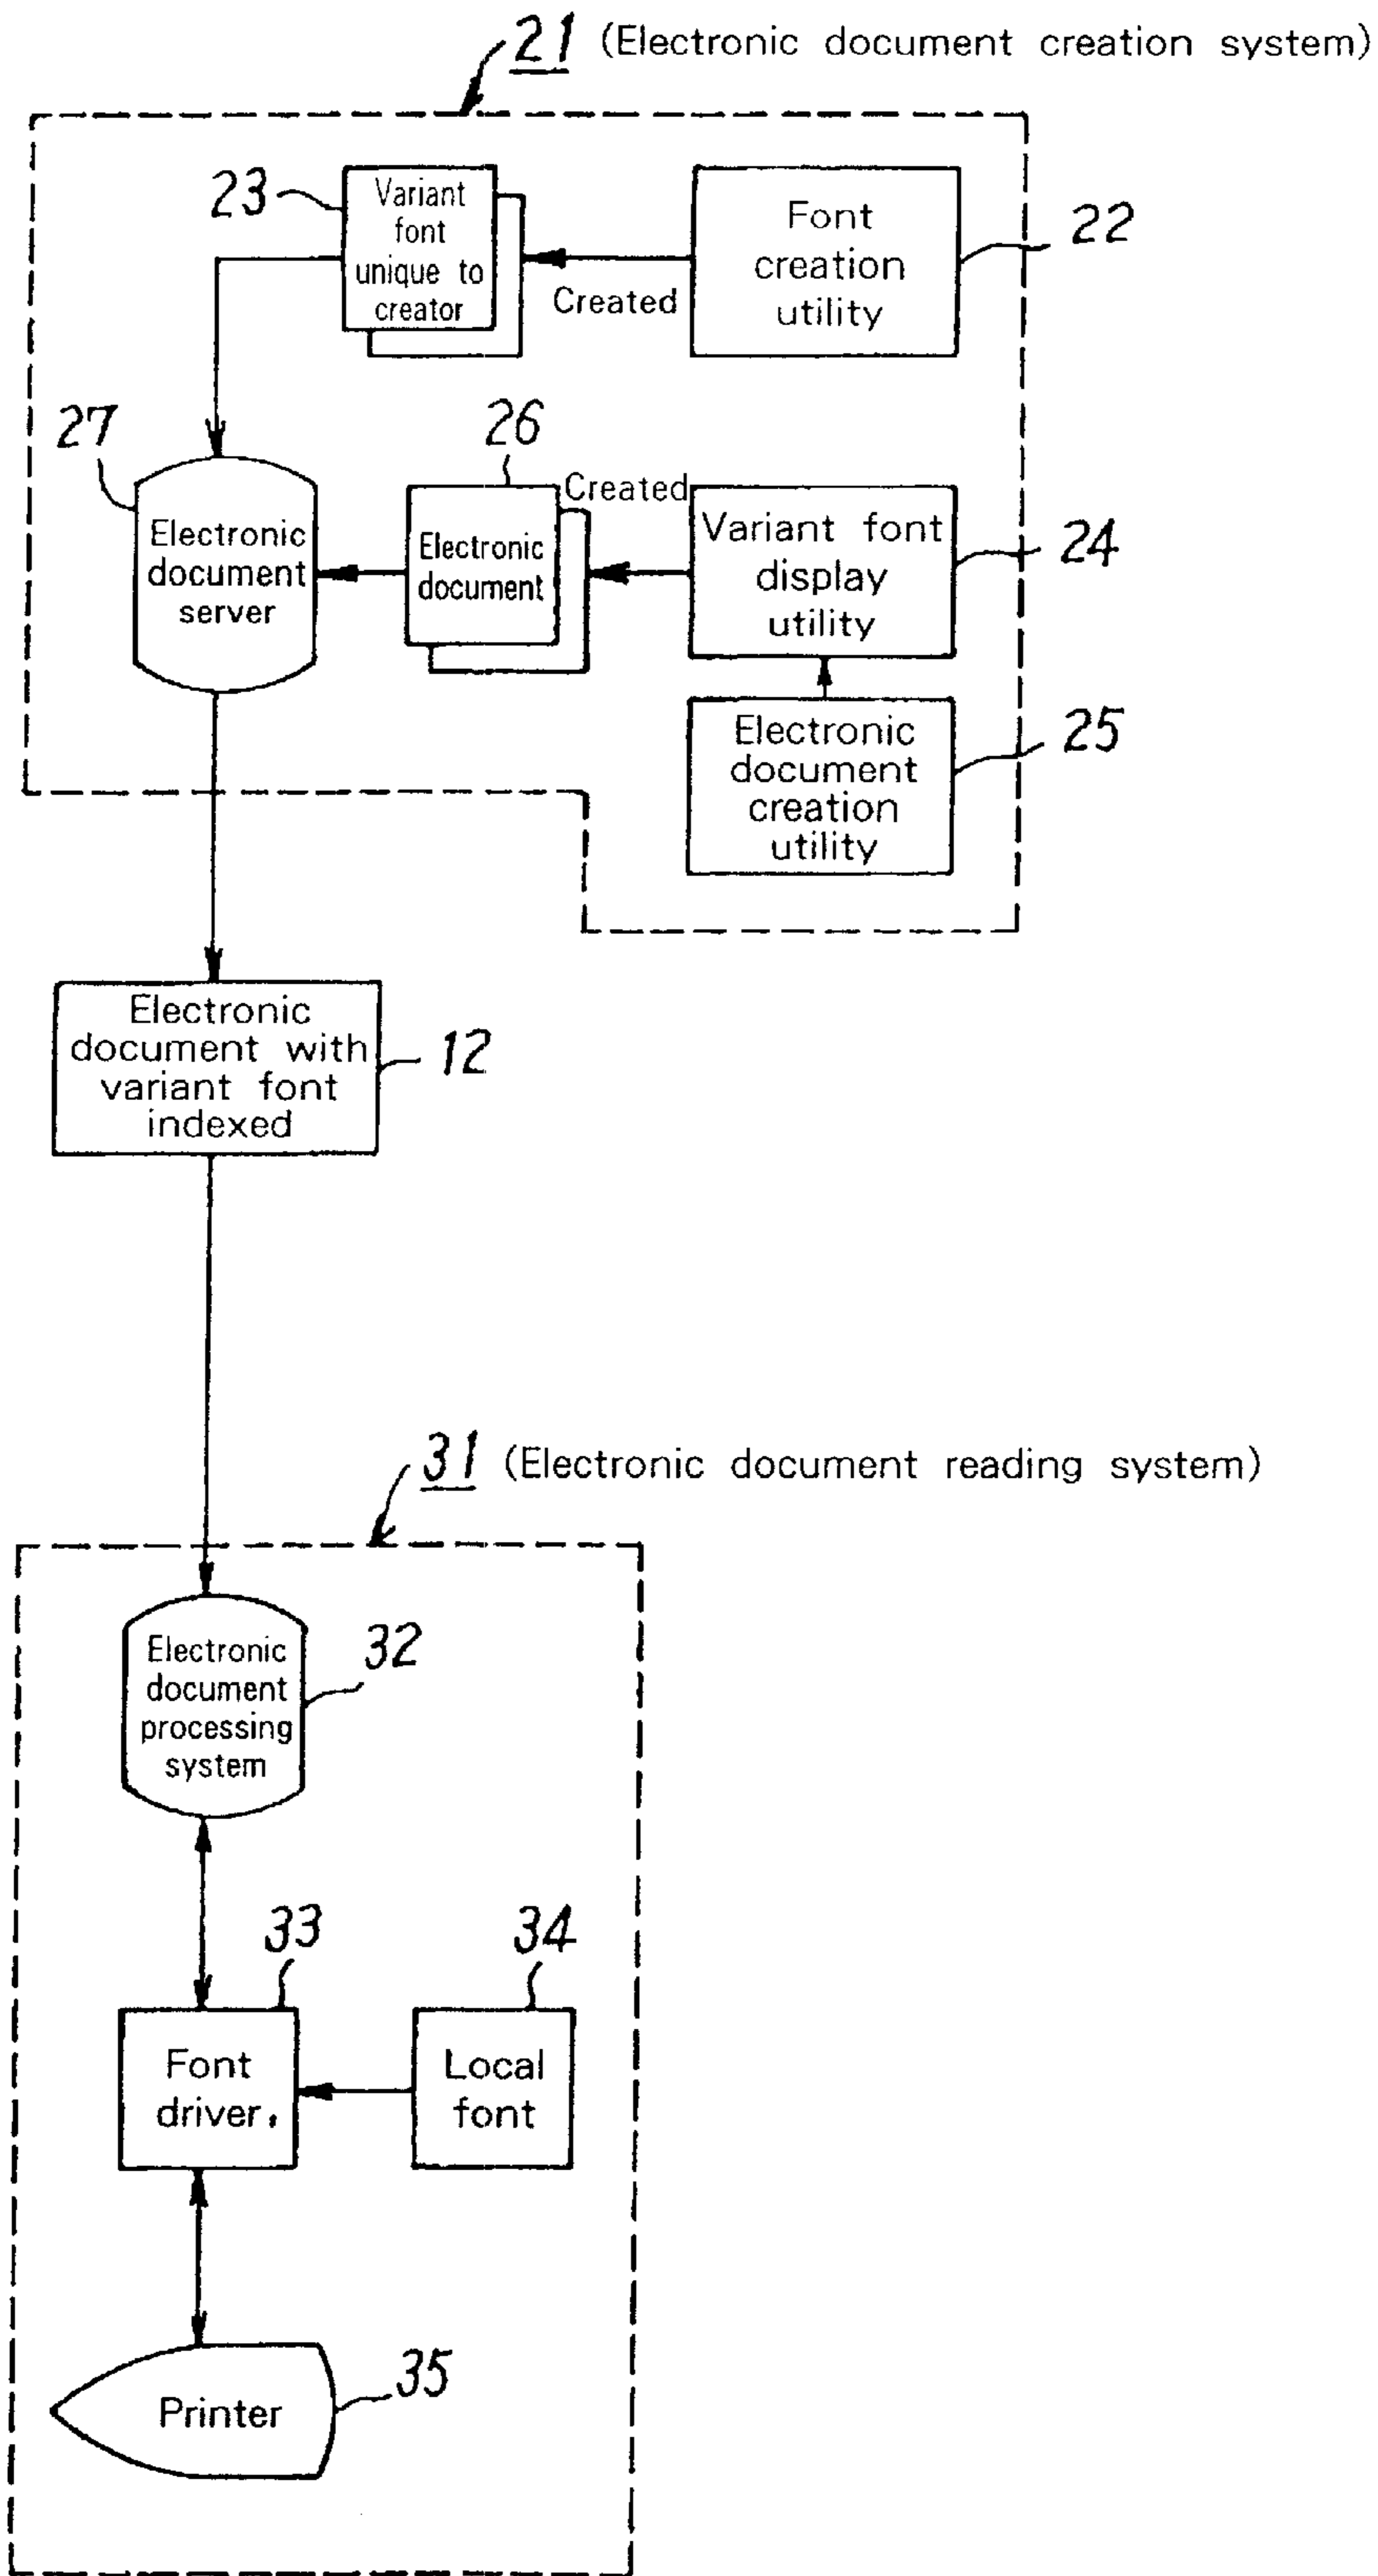 21 (Electronic document creation system)
23
Variant
font
unique to
creator
Created
Font
creation
utility
22
27
Electronic
document
server
26
Electronic
document
Created
Variant font
display
utility
24
Electronic
document
creation
utility
25
Electronic
document with
variant font
indexed
12
31 (Electronic document reading system)
Electronic
document
processing
system
32
33
Font
driver,
34
Local
font
Printer
35